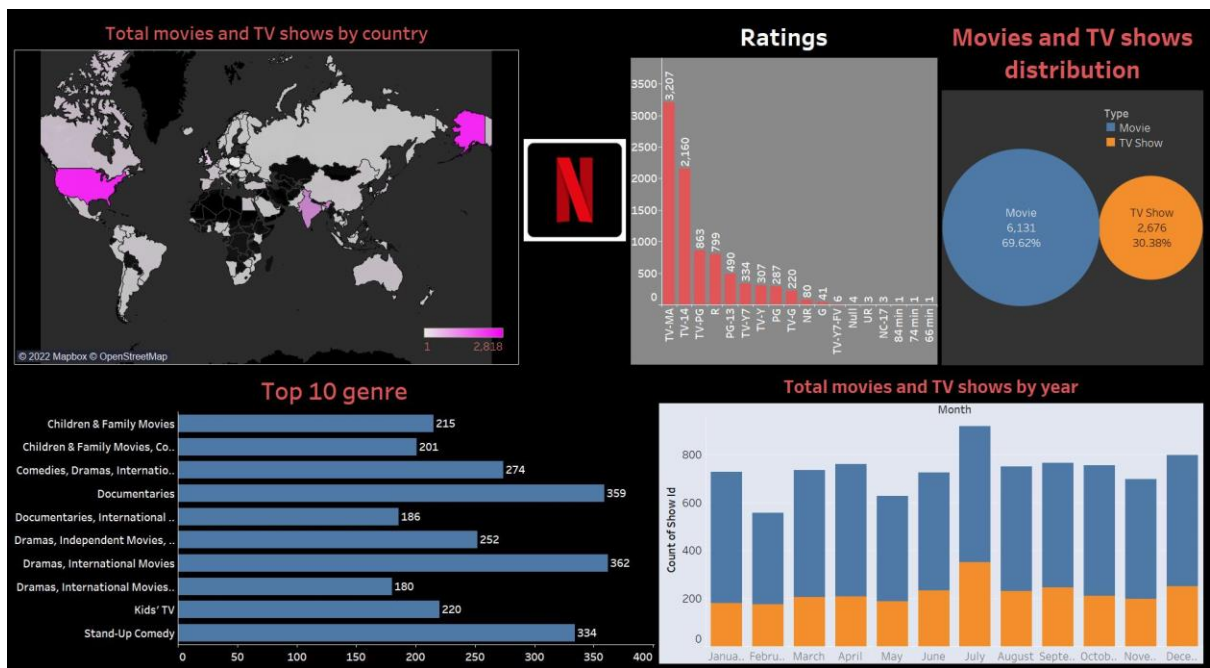 Total movies and TV shows by country
© 2022 Mapbox © OpenStreetMap
1
2,818
N
Ratings
3500
3000
2500
2000
1500
1000
500
0
3,207
2,160
863
799
490
334
307
287
220
80
41
6
4
3
3
1
1
1
TV-MA
TV-14
TV-PG
R
PG-13
TV-Y7
TV-Y
PG
TV-G
NR
G
TV-Y7-FV
Null
UR
NC-17
84 min
74 min
66 min
Movies and TV shows
distribution
Type
Movie
TV Show
Movie
6,131
69.62%
TV Show
2,676
30.38%
Top 10 genre
Children & Family Movies
215
Children & Family Movies, Co..
201
Comedies, Dramas, Internatio..
274
Documentaries
359
Documentaries, International ..
186
Dramas, Independent Movies, ..
252
Dramas, International Movies
362
Dramas, International Movies..
180
Kids' TV
220
Stand-Up Comedy
334
0 50 100 150 200 250 300 350 400
Total movies and TV shows by year
Month
Count of Show Id
800
600
400
200
0
Janua.. Febru.. March April May June July August Septe.. Octob.. Nove.. Dece..